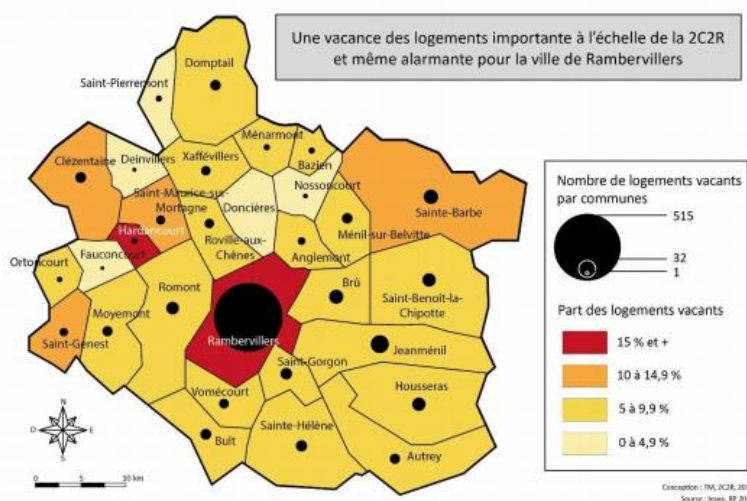 Une vacance des logements importante à l'échelle de la 2C2R
et même alarmante pour la ville de Rambervillers
Domptail
Saint-Pierremont
Ménarmont
Bazien
Xaffévillers
Deinvillers
Clézentaine
Saint-Maurice-sur-
Mortagne
Nossoncourt
Doncières
Sainte-Barbe
Ménil-sur-Belvitte
Hardancourt
Roville-aux-
Chênes
Anglemont
Ortoncourt
Fauconcourt
Romont
Brû
Saint-Benoît-la-
Chipotte
Moyemont
Saint-Genest
Rambervillers
Jeanménil
Saint-Gorgon
Housseras
Vomécourt
Bult
Sainte-Hélène
Autrey
N
O
E
S
0
5
10 km
Nombre de logements vacants
par communes
515
32
1
Part des logements vacants
15 % et +
10 à 14,9 %
5 à 9,9 %
0 à 4,9 %
Conception : TM, 2C2R, 20
Source : Insee, RP 20